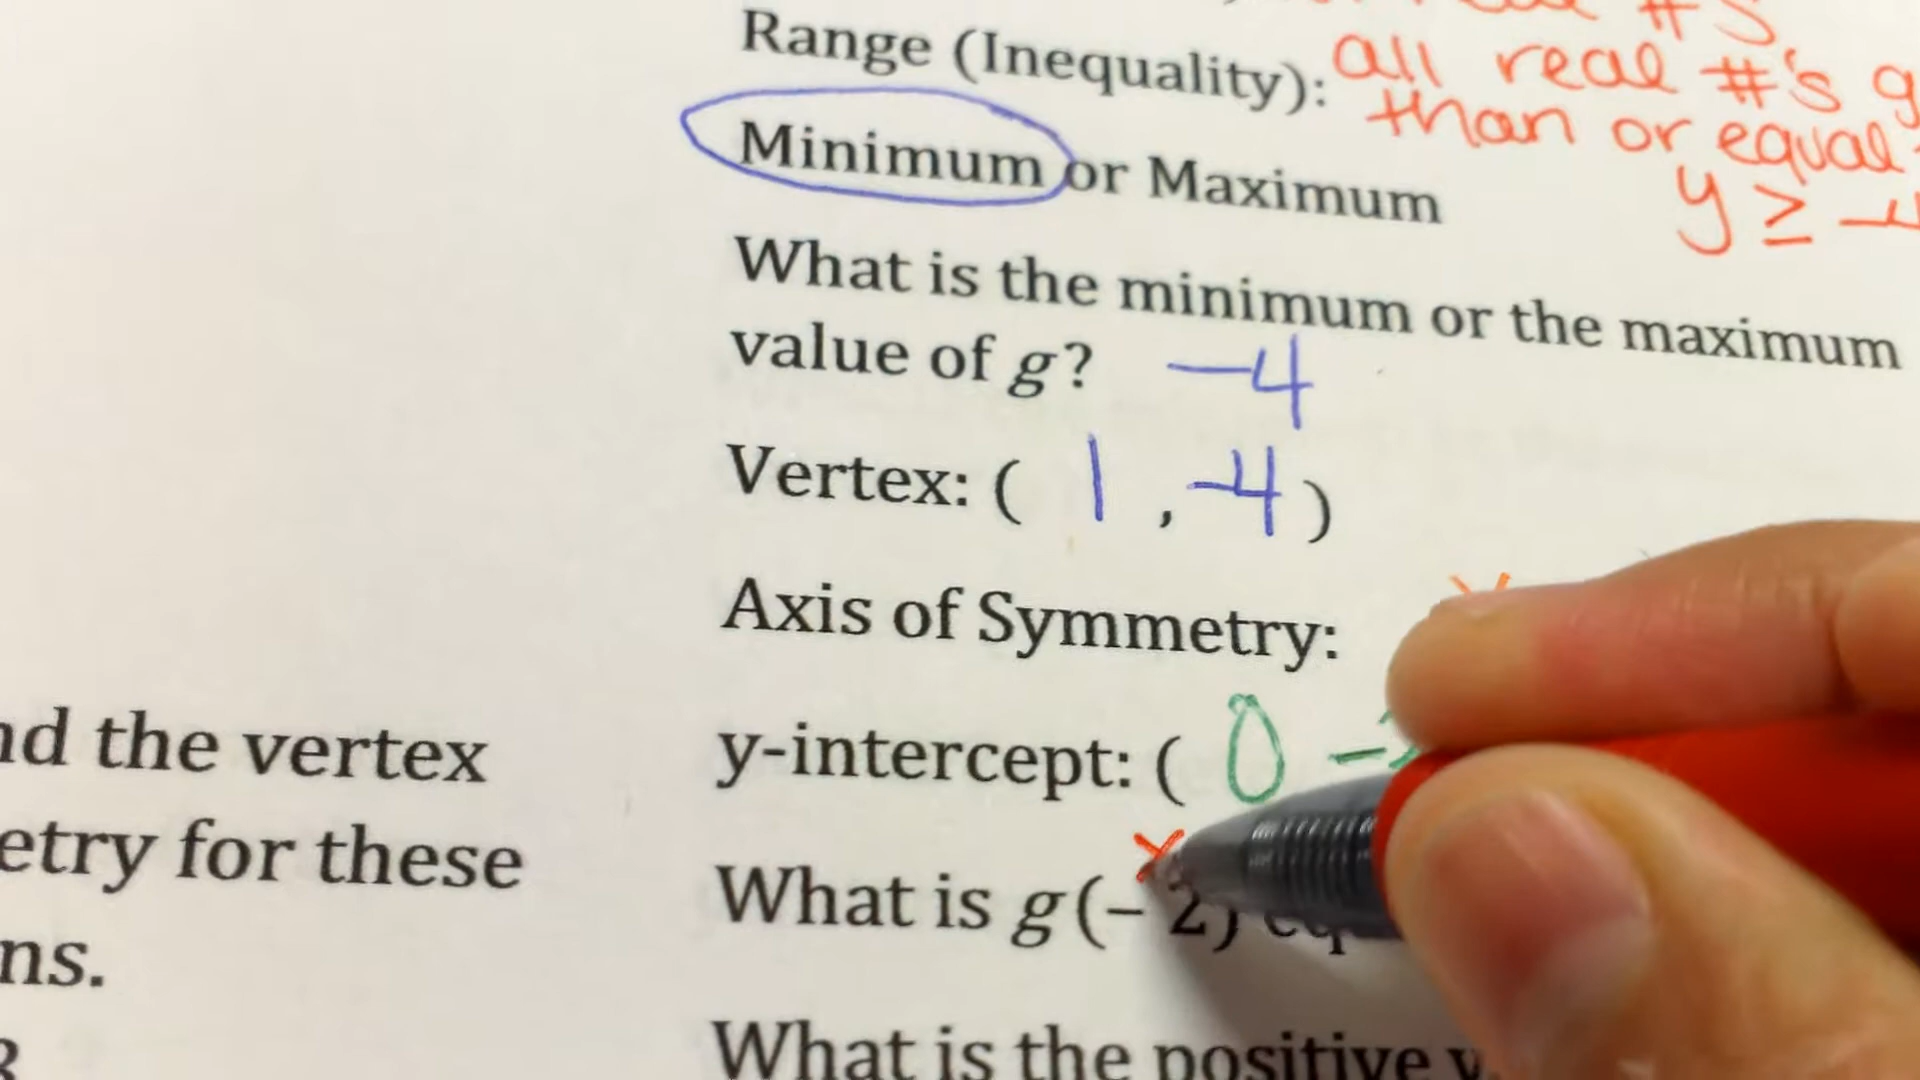 #'s
Range (Inequality): all real #'s
than or equal
Minimum or Maximum
y ≥ -4
What is the minimum or the maximum
value of g? -4
Vertex: ( 1 , -4 )
Axis of Symmetry:
nd the vertex
y-intercept: ( 0 -
etry for these
x
What is g(- 2)
ns.
What is the positive